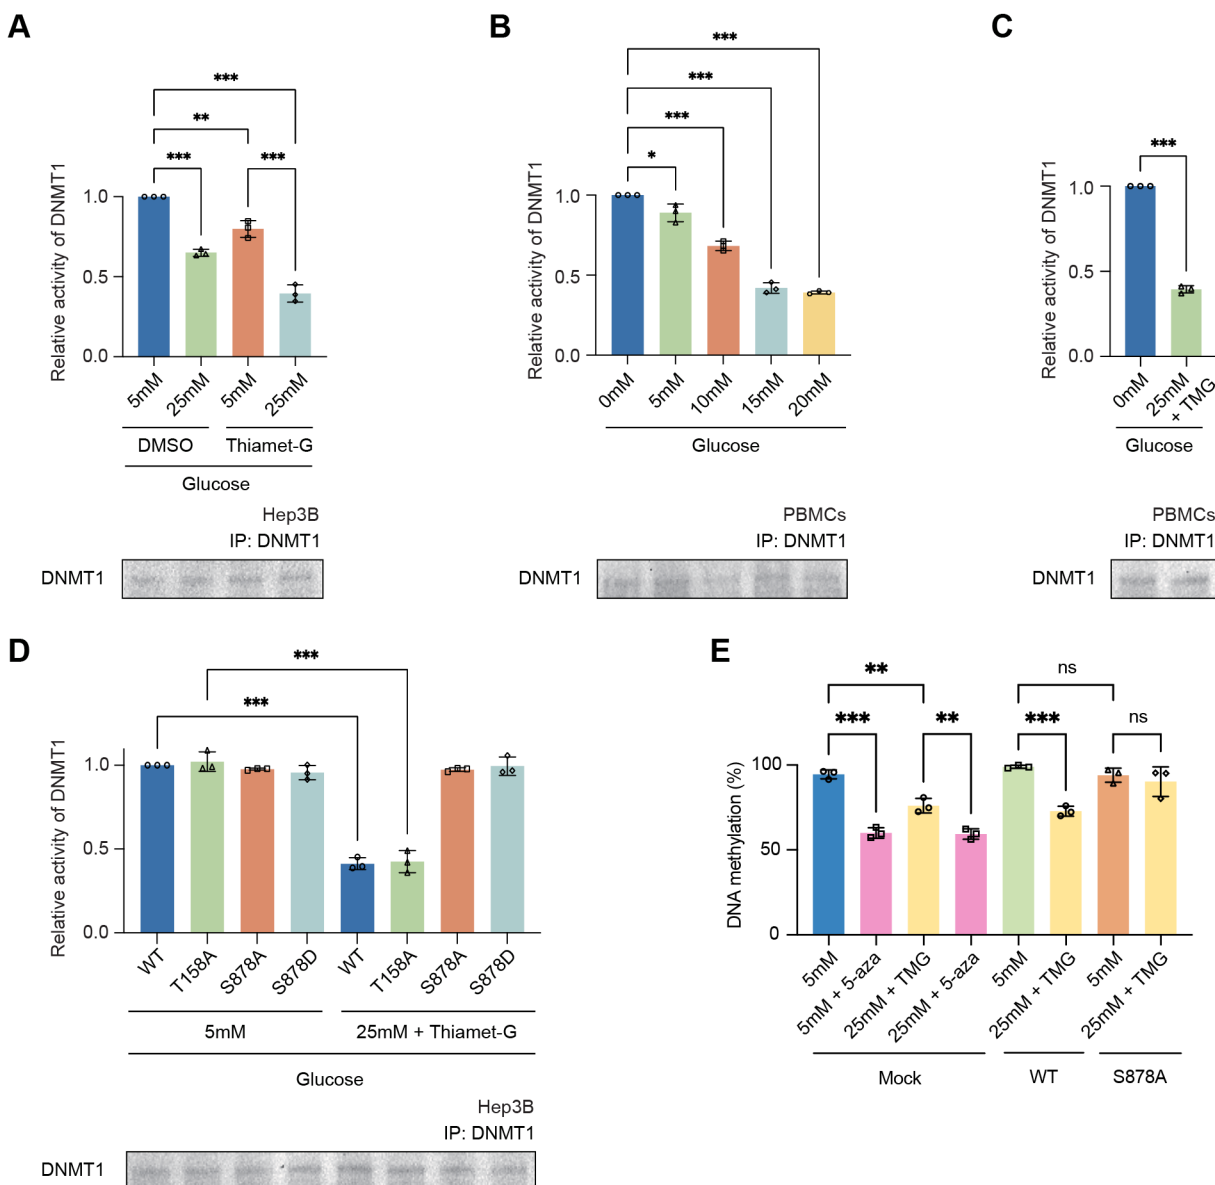 A
Relative activity of DNMT1
***
**
*** ***
1.0
0.5
0.0
5mM 25mM 5mM 25mM
DMSO Thiamet-G
Glucose
Hep3B
IP: DNMT1
DNMT1
B
Relative activity of DNMT1
***
***
***
*
1.0
0.5
0.0
0mM 5mM 10mM 15mM 20mM
Glucose
PBMCs
IP: DNMT1
DNMT1
C
Relative activity of DNMT1
***
1.0
0.5
0.0
0mM 25mM + TMG
Glucose
PBMCs
IP: DNMT1
DNMT1
D
Relative activity of DNMT1
***
***
1.0
0.5
0.0
WT T158A S878A S878D WT T158A S878A S878D
5mM 25mM + Thiamet-G
Glucose
Hep3B
IP: DNMT1
DNMT1
E
DNA methylation (%)
** ns
*** ** *** ns
100
50
0
5mM 5mM + 5-aza 25mM + TMG 25mM + 5-aza 5mM 25mM + TMG 5mM 25mM + TMG
Mock WT S878A